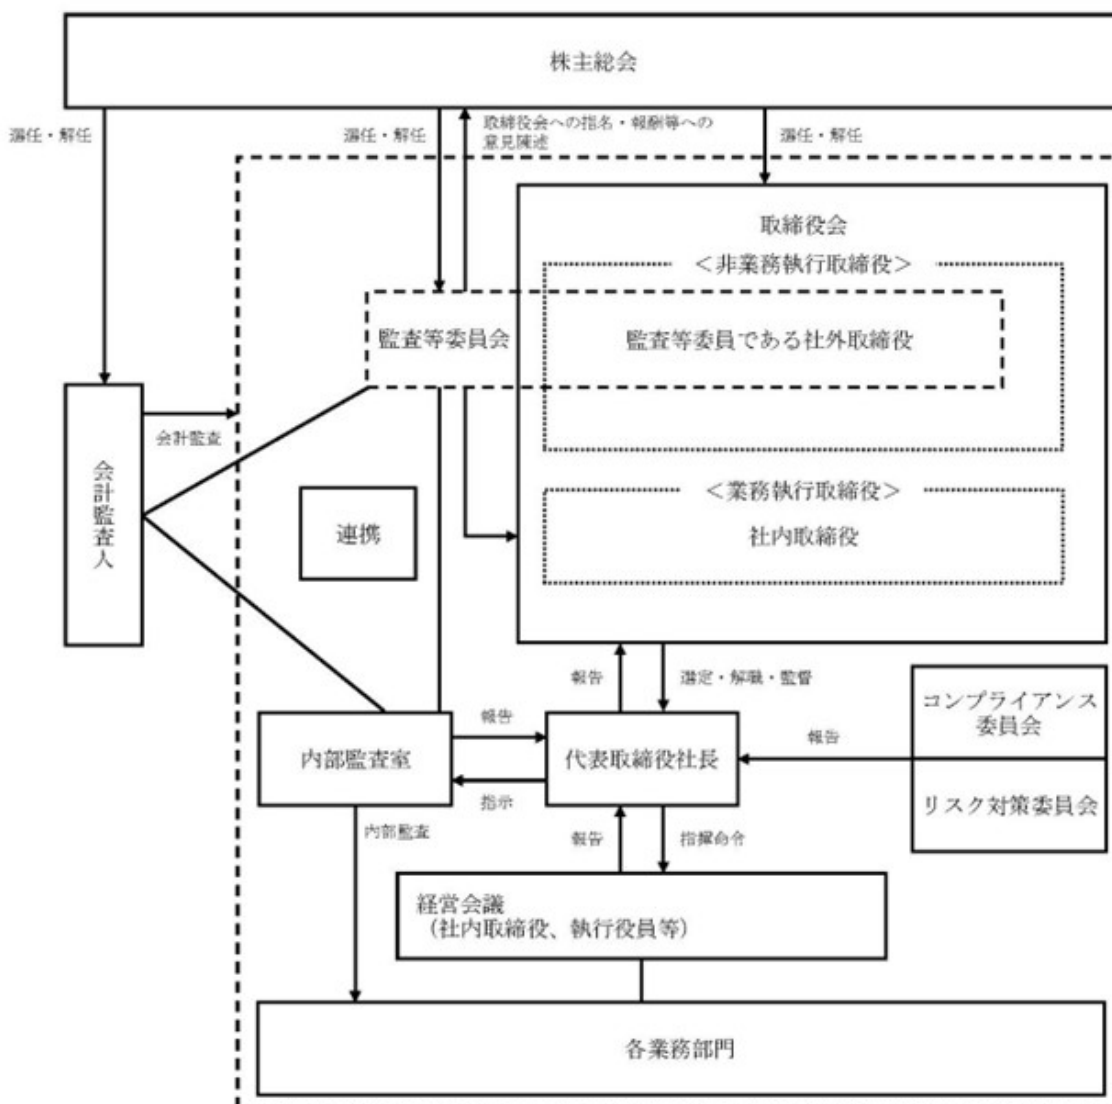 株主総会
選任・解任
選任・解任
取締役会への指名・報酬等への
意見陳述
選任・解任
取締役会
＜非業務執行取締役＞
監査等委員会
監査等委員である社外取締役
会計監査
会計監査人
連携
＜業務執行取締役＞
社内取締役
報告
選定・解職・監督
コンプライアンス
委員会
内部監査室
報告
代表取締役社長
報告
指示
リスク対策委員会
内部監査
報告
指揮命令
経営会議
（社内取締役、執行役員等）
各業務部門